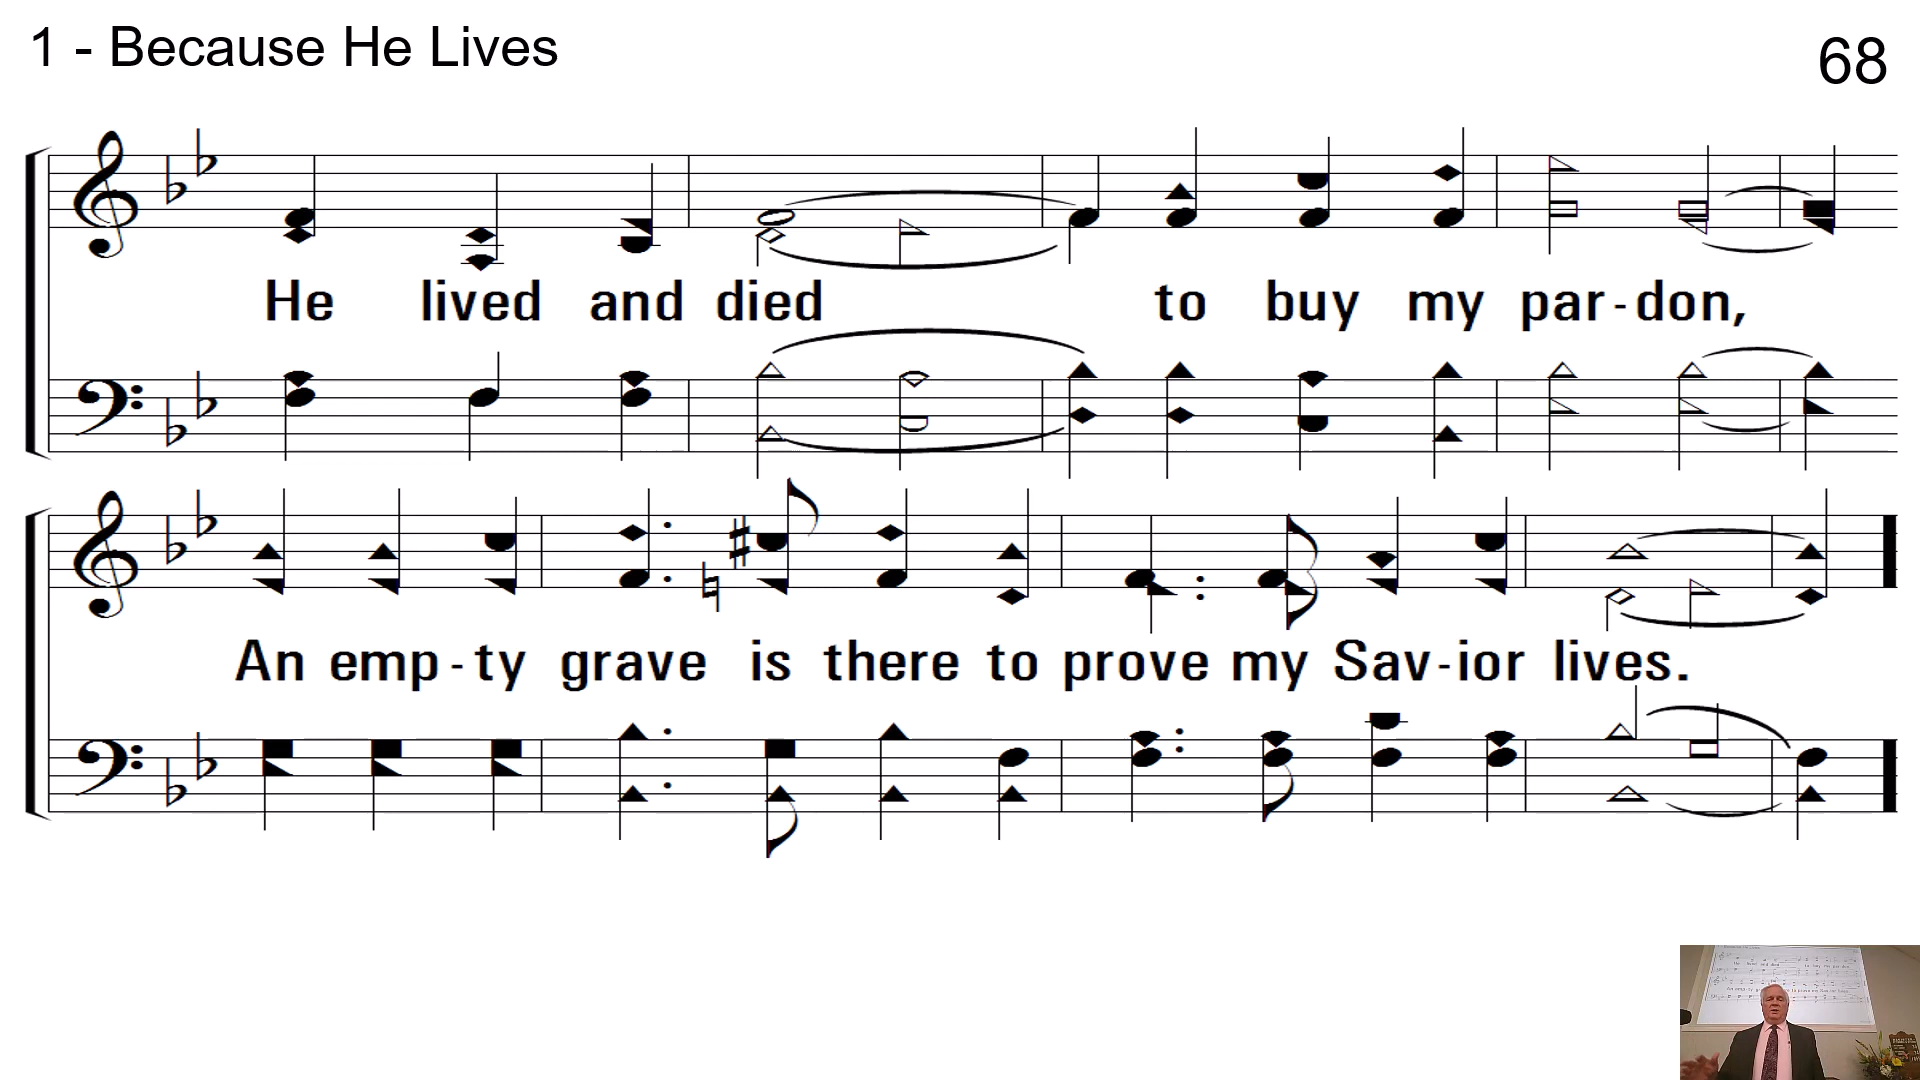 1 - Because He Lives
68
He lived and died to buy my par-don,
An emp-ty grave is there to prove my Sav-ior lives.